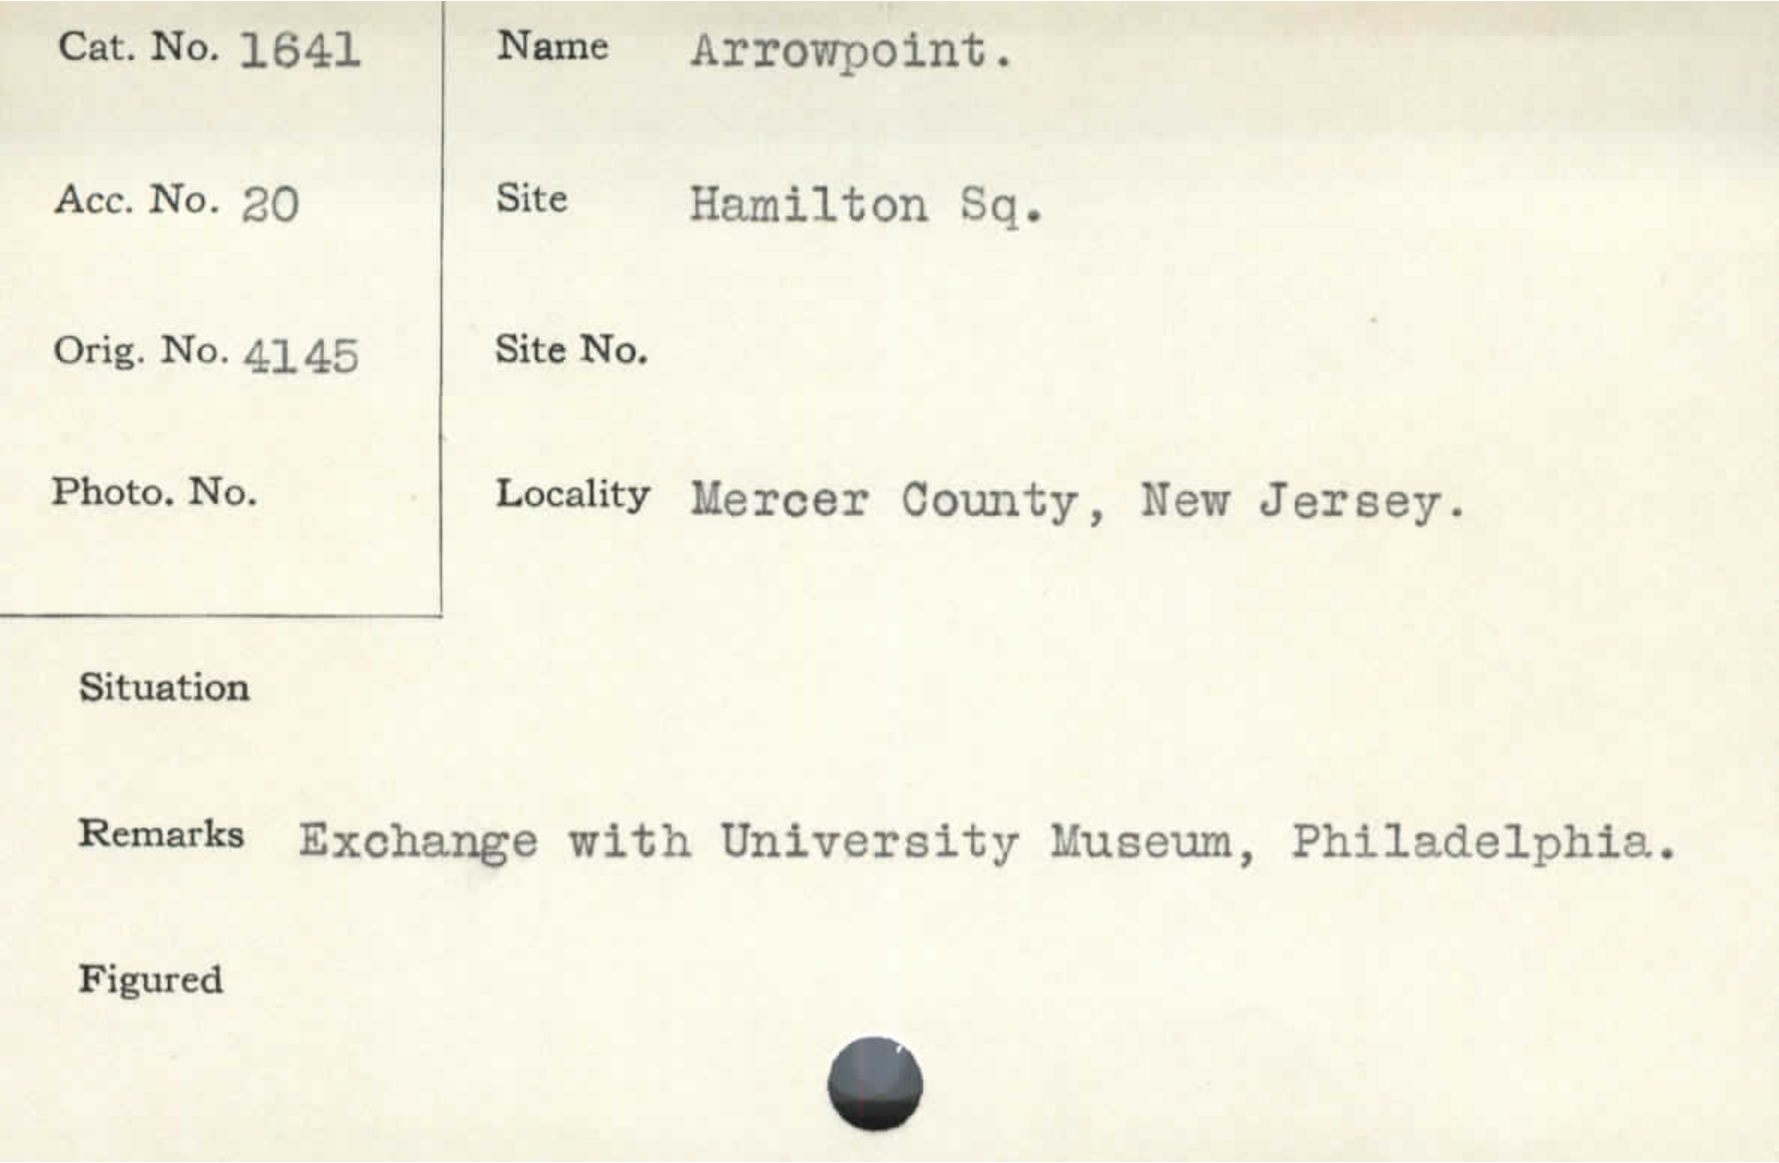 Cat. No. 1641
Name Arrowpoint.
Acc. No. 20
Site Hamilton Sq.
Orig. No. 4145
Site No.
Photo. No.
Locality Mercer County, New Jersey.
Situation
Remarks Exchange with University Museum, Philadelphia.
Figured